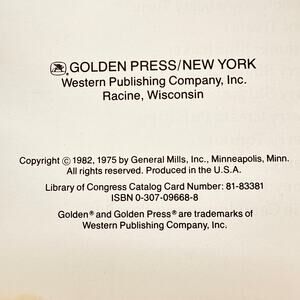 GOLDEN PRESS/NEW YORK
Western Publishing Company, Inc.
Racine, Wisconsin
Copyright © 1982, 1975 by General Mills, Inc., Minneapolis, Minn.
All rights reserved. Produced in the U.S.A.
Library of Congress Catalog Card Number: 81-83381
ISBN 0-307-09668-8
Golden® and Golden Press® are trademarks of
Western Publishing Company, Inc.